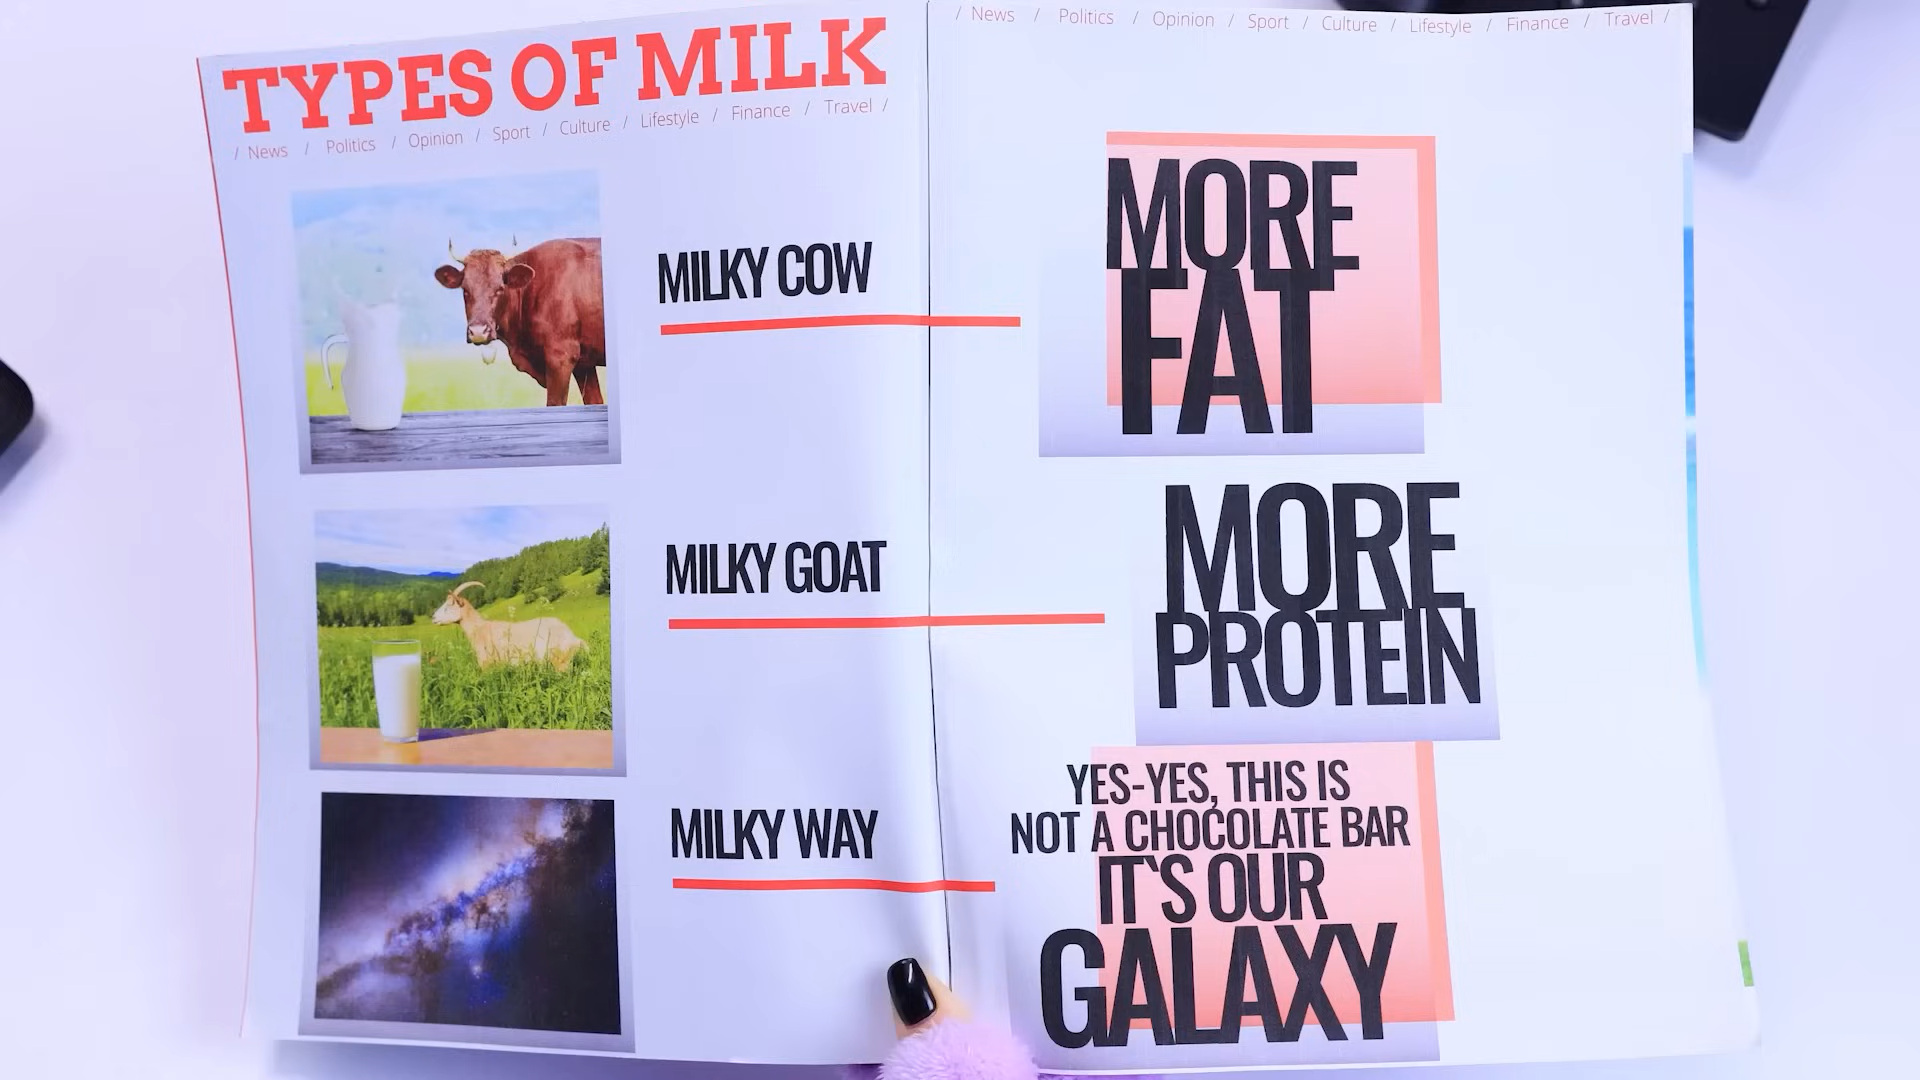 TYPES OF MILK
/ News / Politics / Opinion / Sport / Culture / Lifestyle / Finance / Travel /
MILKY COW
MILKY GOAT
MILKY WAY
/ News / Politics / Opinion / Sport / Culture / Lifestyle / Finance / Travel /
MORE
FAT
MORE
PROTEIN
YES-YES, THIS IS
NOT A CHOCOLATE BAR
IT`S OUR
GALAXY